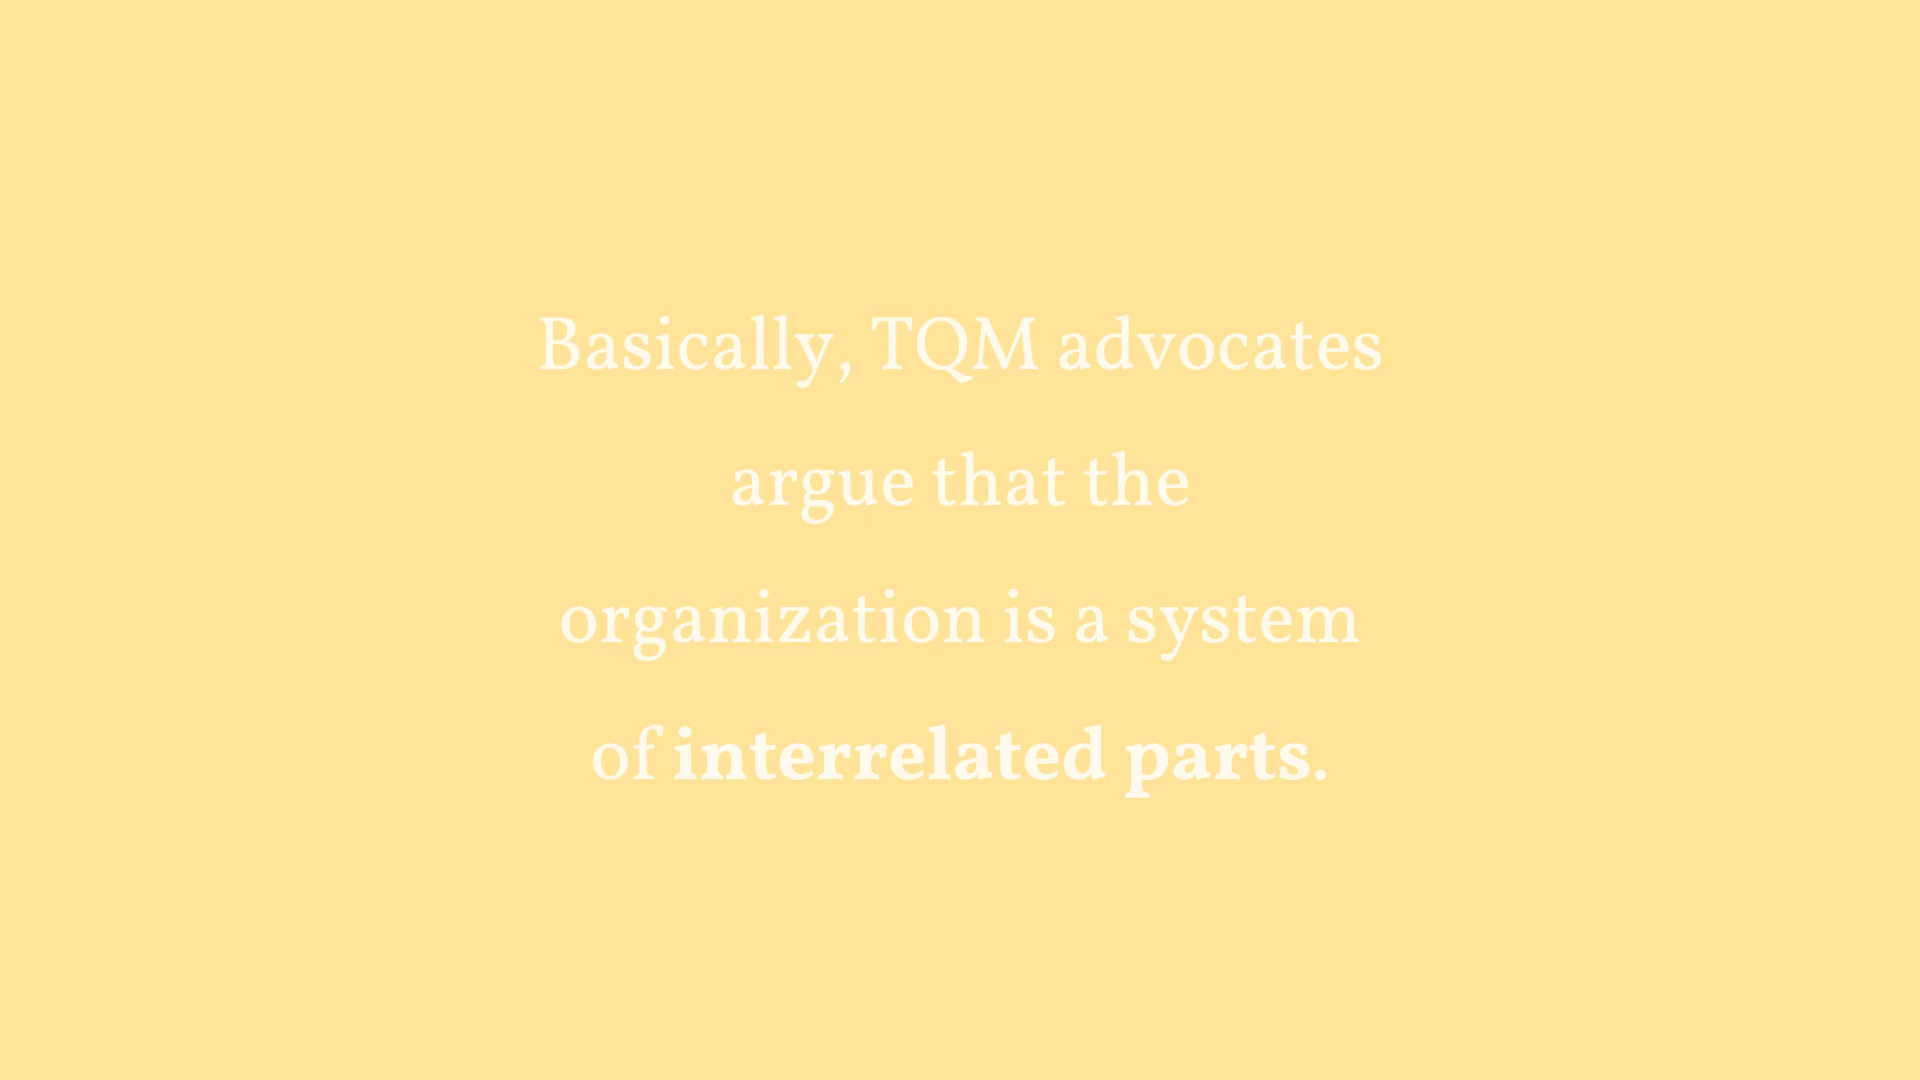 Basically, TQM advocates
argue that the
organization is a system
of interrelated parts.